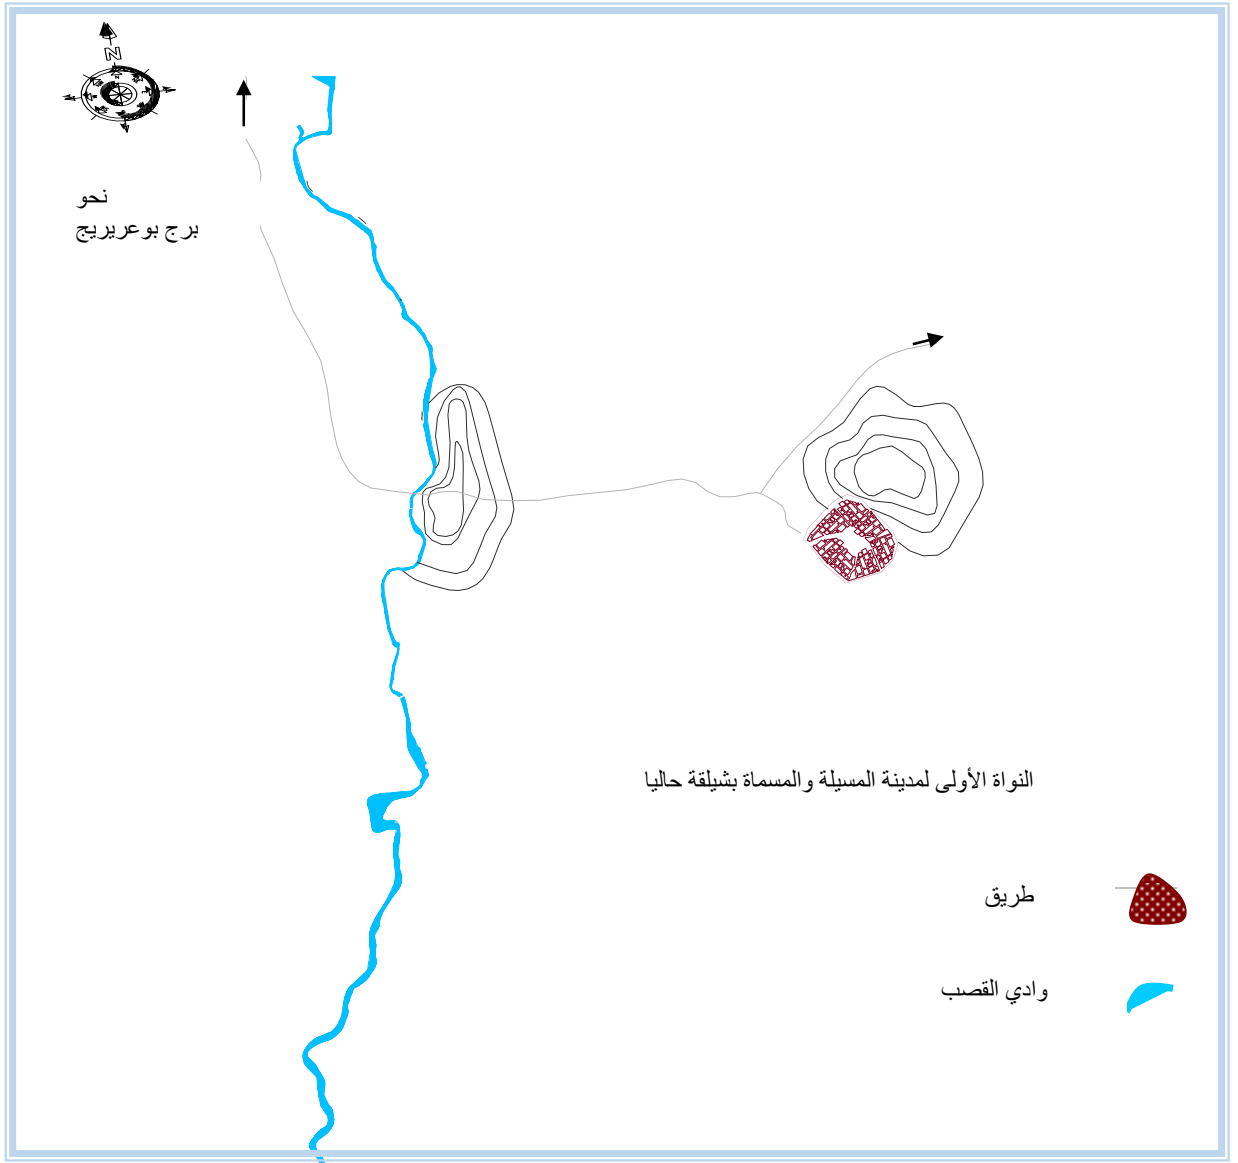 N
نحو
برج بوعريريج
النواة الأولى لمدينة المسيلة والمسماة بشيلقة حاليا
طريق
وادي القصب